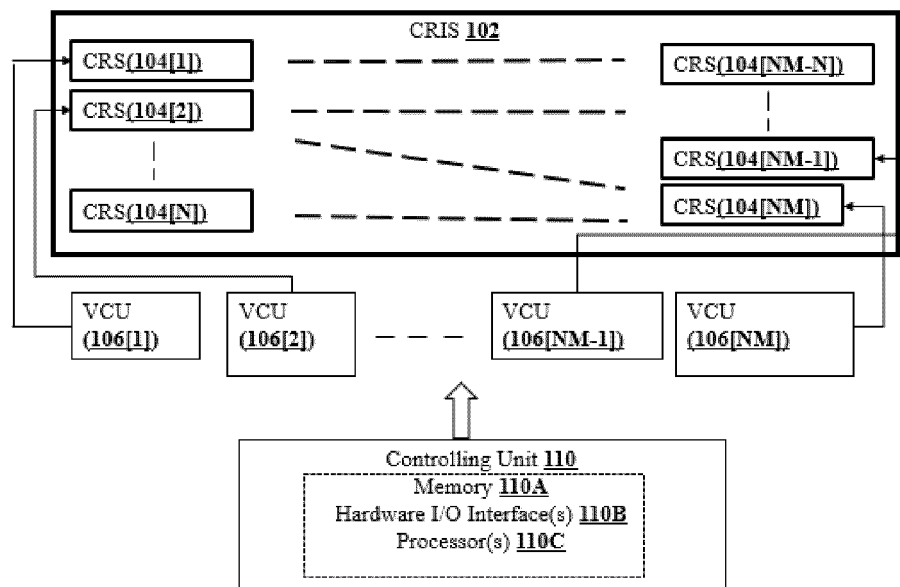 CRIS 102
CRS(104[1])
CRS(104[NM-N])
CRS(104[2])
CRS(104[NM-1])
CRS(104[N])
CRS(104[NM])
VCU
(106[1])
VCU
(106[2])
VCU
(106[NM-1])
VCU
(106[NM])
Controlling Unit 110
Memory 110A
Hardware I/O Interface(s) 110B
Processor(s) 110C